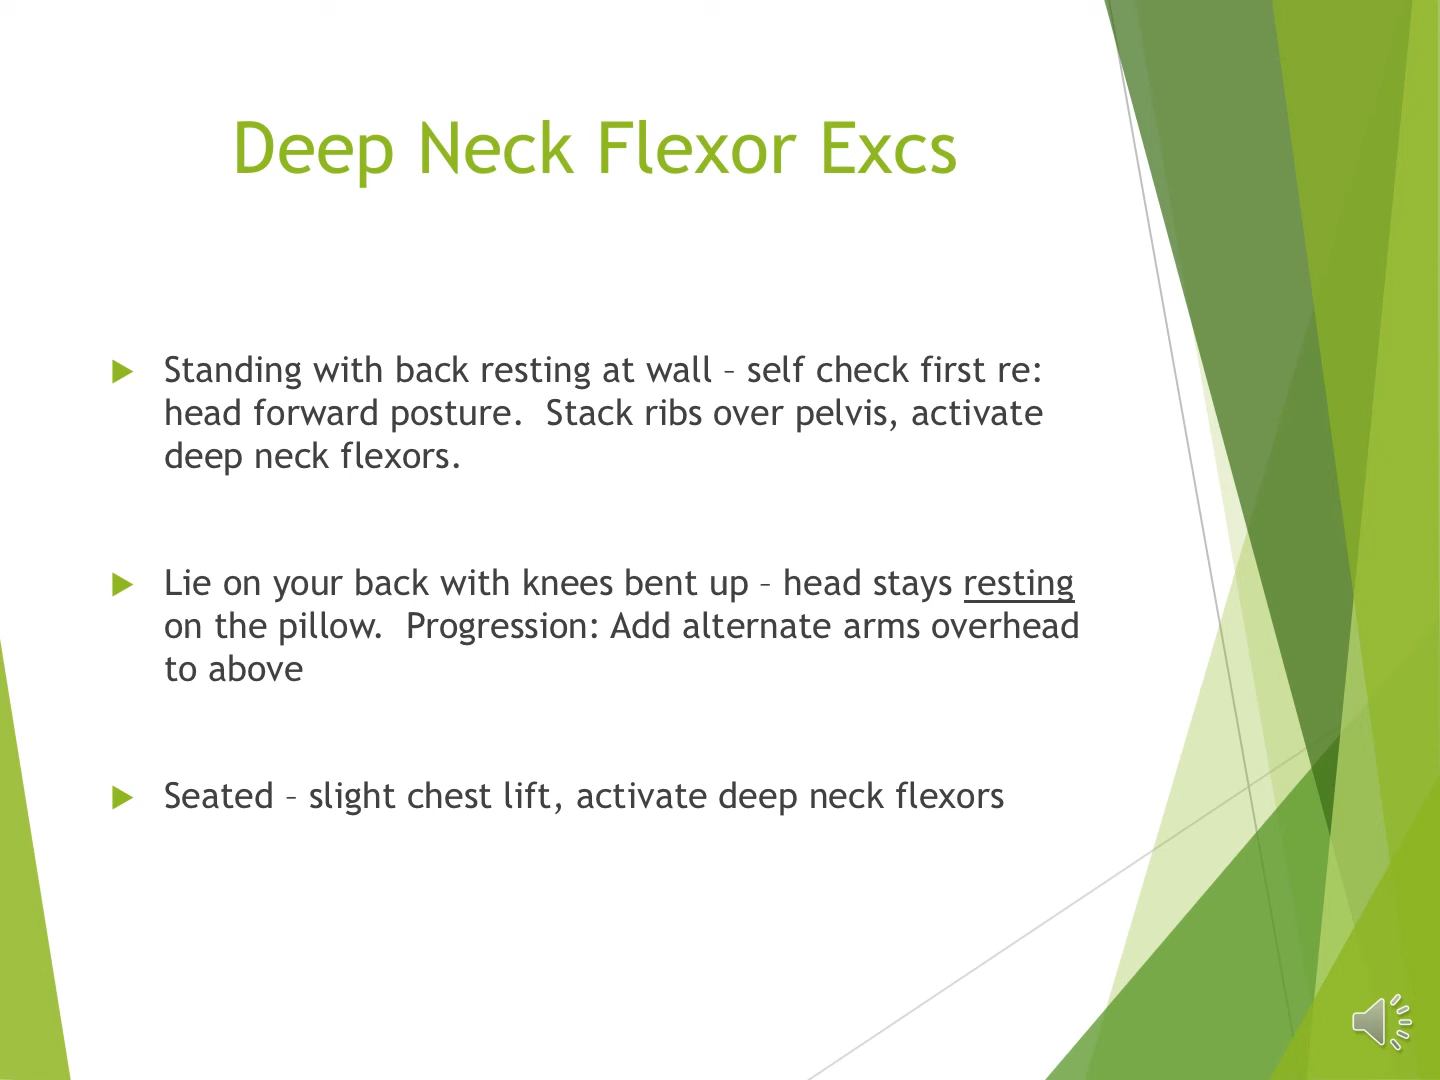 Deep Neck Flexor Excs
Standing with back resting at wall – self check first re:
head forward posture.  Stack ribs over pelvis, activate
deep neck flexors.
Lie on your back with knees bent up – head stays resting
on the pillow.  Progression: Add alternate arms overhead
to above
Seated – slight chest lift, activate deep neck flexors